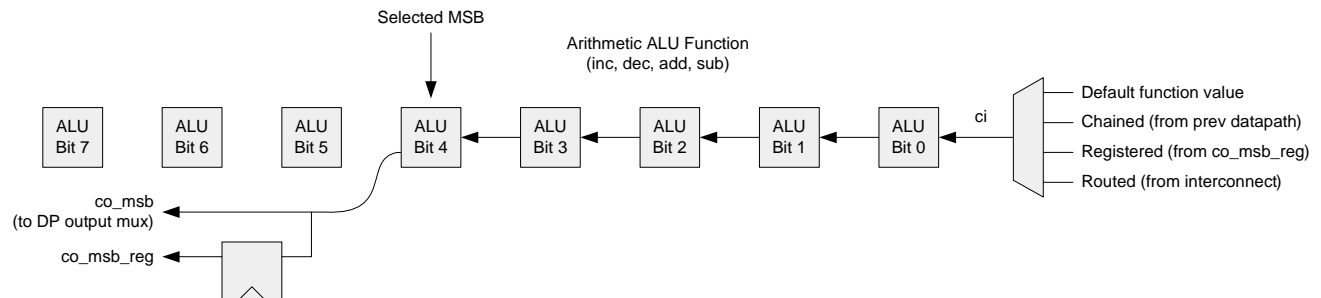 Selected MSB
Arithmetic ALU Function
(inc, dec, add, sub)
ALU
Bit 7
ALU
Bit 6
ALU
Bit 5
ALU
Bit 4
ALU
Bit 3
ALU
Bit 2
ALU
Bit 1
ALU
Bit 0
ci
Default function value
Chained (from prev datapath)
Registered (from co_msb_reg)
Routed (from interconnect)
co_msb
(to DP output mux)
co_msb_reg